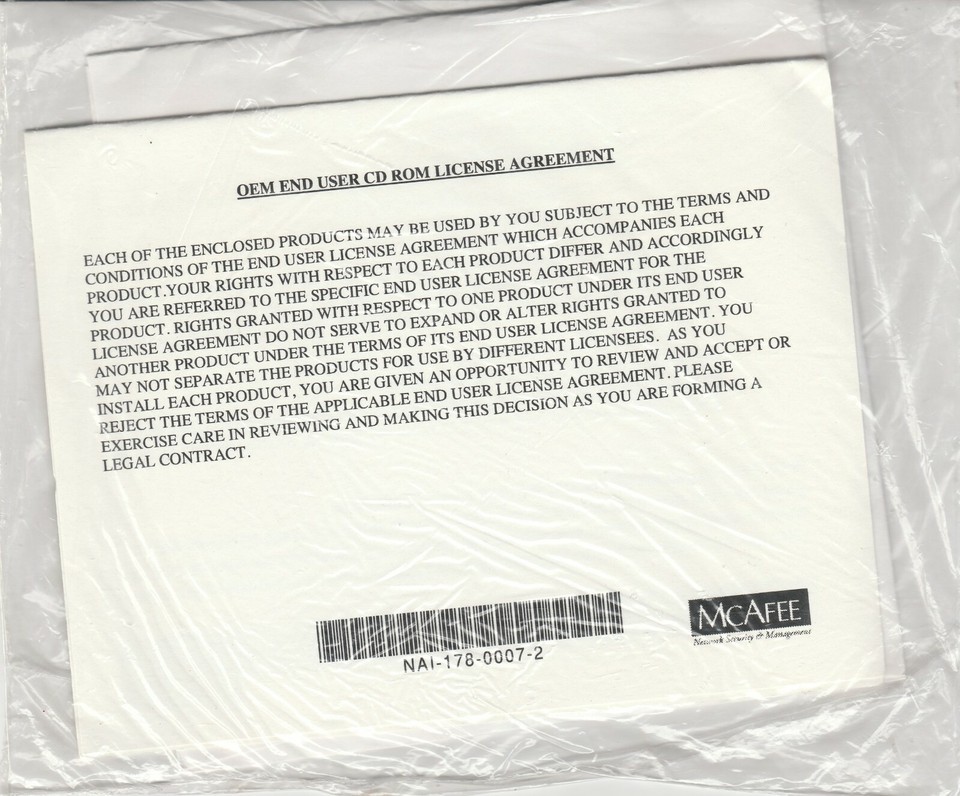 OEM END USER CD ROM LICENSE AGREEMENT
EACH OF THE ENCLOSED PRODUCTS MAY BE USED BY YOU SUBJECT TO THE TERMS AND
CONDITIONS OF THE END USER LICENSE AGREEMENT WHICH ACCOMPANIES EACH
PRODUCT.YOUR RIGHTS WITH RESPECT TO EACH PRODUCT DIFFER AND ACCORDINGLY
YOU ARE REFERRED TO THE SPECIFIC END USER LICENSE AGREEMENT FOR THE
PRODUCT. RIGHTS GRANTED WITH RESPECT TO ONE PRODUCT UNDER ITS END USER
LICENSE AGREEMENT DO NOT SERVE TO EXPAND OR ALTER RIGHTS GRANTED TO
ANOTHER PRODUCT UNDER THE TERMS OF ITS END USER LICENSE AGREEMENT. YOU
MAY NOT SEPARATE THE PRODUCTS FOR USE BY DIFFERENT LICENSEES. AS YOU
INSTALL EACH PRODUCT, YOU ARE GIVEN AN OPPORTUNITY TO REVIEW AND ACCEPT OR
REJECT THE TERMS OF THE APPLICABLE END USER LICENSE AGREEMENT. PLEASE
EXERCISE CARE IN REVIEWING AND MAKING THIS DECISION AS YOU ARE FORMING A
LEGAL CONTRACT.
NAI-178-0007-2
MCAFEE
Network Security & Management